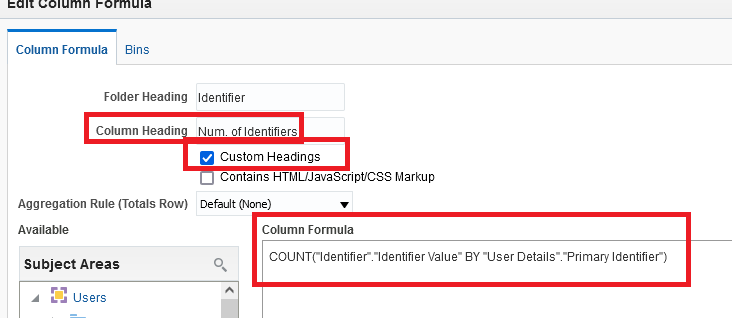 Edit Column Formula
Column Formula
Bins
Folder Heading Identifier
Column Heading Num. of Identifiers
Custom Headings
Contains HTML/JavaScript/CSS Markup
Aggregation Rule (Totals Row) Default (None)
Available
Column Formula
Subject Areas
COUNT("Identifier"."Identifier Value" BY "User Details"."Primary Identifier")
Users